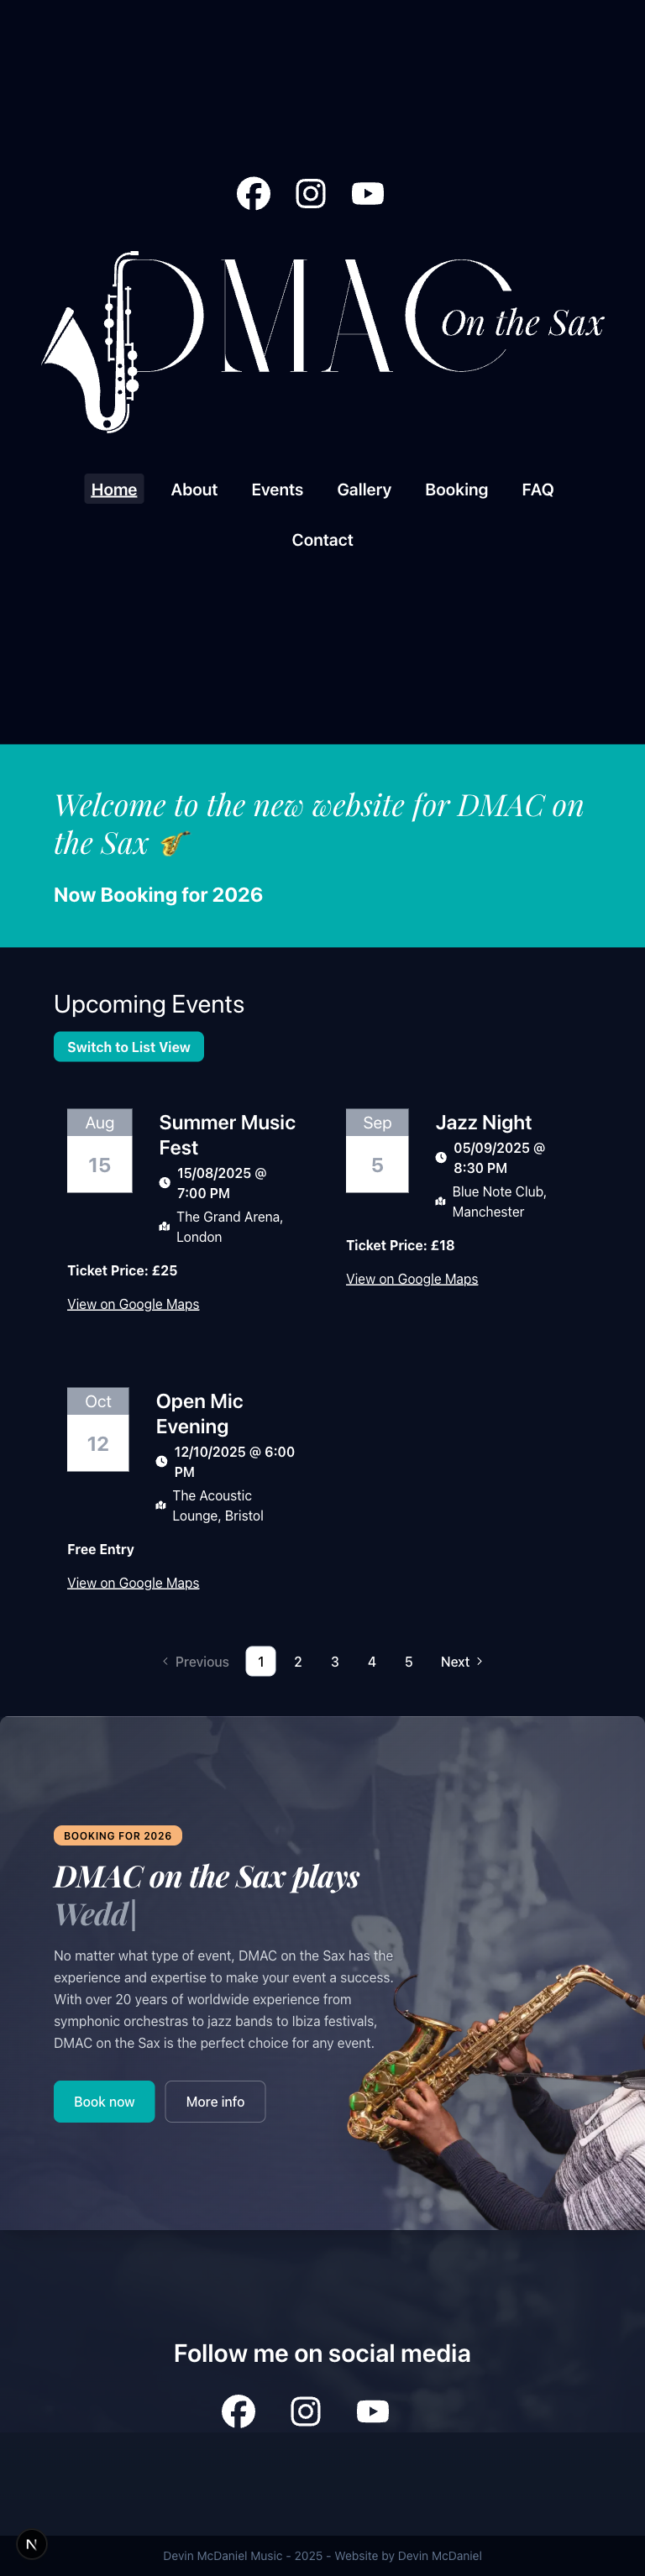 DMAC
On the Sax
Home About Events Gallery Booking FAQ
Contact
Welcome to the new website for DMAC on
the Sax 🎷
Now Booking for 2026
Upcoming Events
Switch to List View
Aug
15
Summer Music
Fest
15/08/2025 @
7:00 PM
The Grand Arena,
London
Ticket Price: £25
View on Google Maps
Sep
5
Jazz Night
05/09/2025 @
8:30 PM
Blue Note Club,
Manchester
Ticket Price: £18
View on Google Maps
Oct
12
Open Mic
Evening
12/10/2025 @ 6:00
PM
The Acoustic
Lounge, Bristol
Free Entry
View on Google Maps
Previous 1 2 3 4 5 Next
BOOKING FOR 2026
DMAC on the Sax plays
Wedd|
No matter what type of event, DMAC on the Sax has the
experience and expertise to make your event a success.
With over 20 years of worldwide experience from
symphonic orchestras to jazz bands to Ibiza festivals,
DMAC on the Sax is the perfect choice for any event.
Book now More info
Follow me on social media
N
Devin McDaniel Music - 2025 - Website by Devin McDaniel